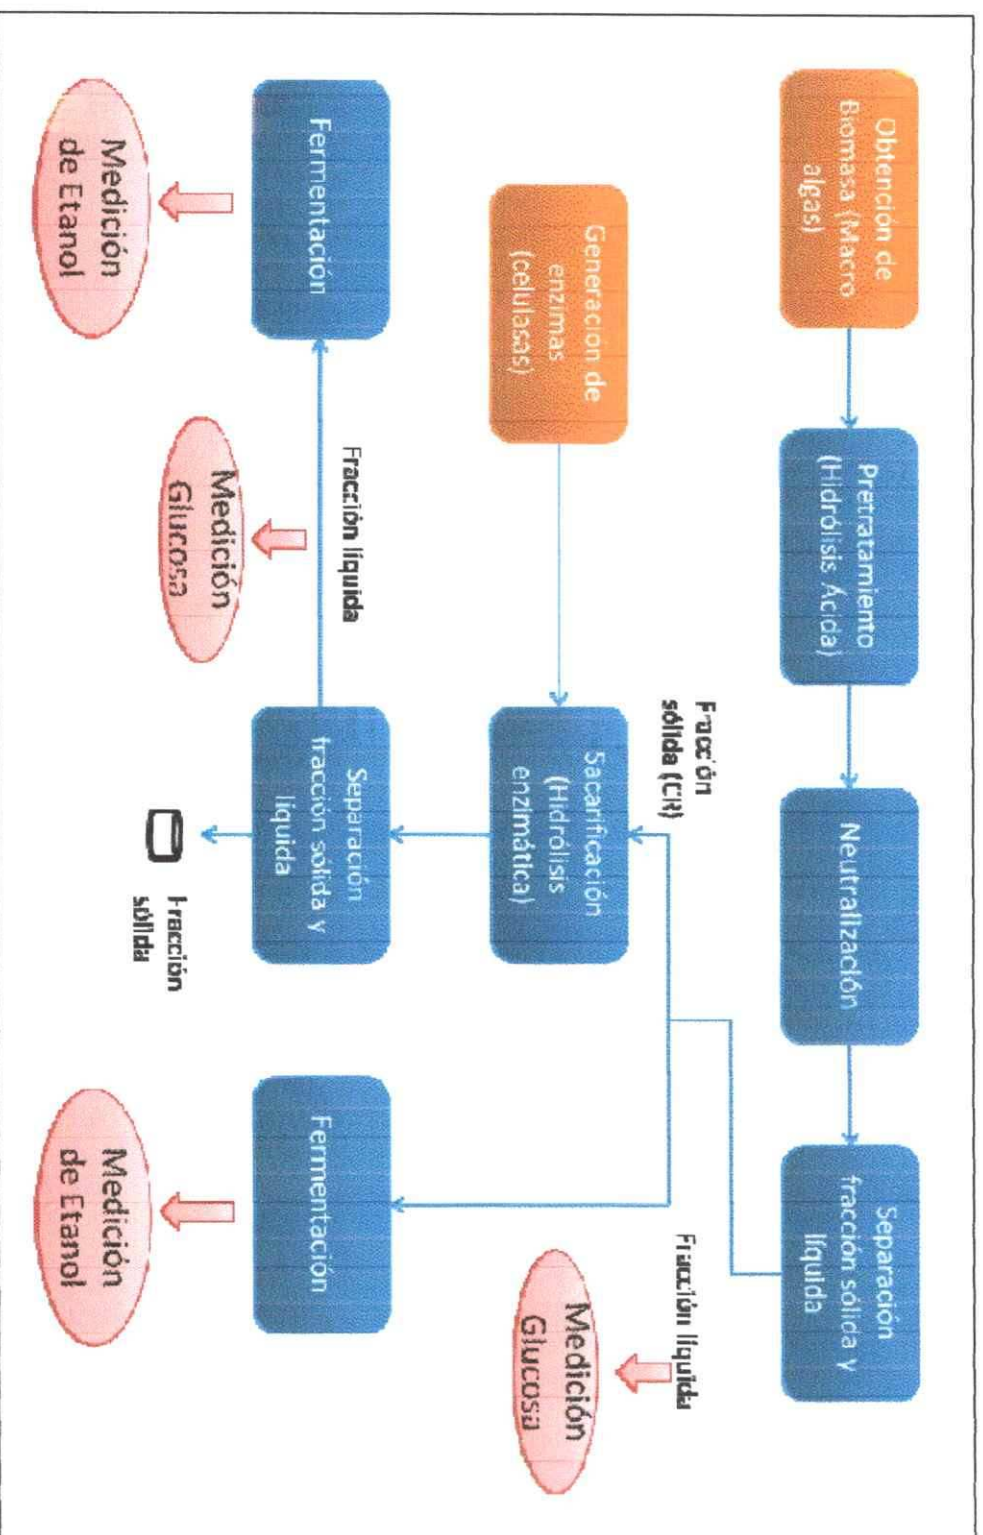 Obtención de
Biomasa (Macro
algas)
Pretratamiento
(Hidrólisis Ácida)
Neutralización
Separación
fracción sólida y
líquida
Fracción
sólida (CR)
Fracción líquida
Medición
Glucosa
Generación de
enzimas
(celulasas)
Sacarificación
(Hidrólisis
enzimática)
Fermentación
Fracción líquida
Medición
Glucosa
Separación
fracción sólida y
líquida
Fracción
sólida
Fermentación
Medición
de Etanol
Medición
de Etanol